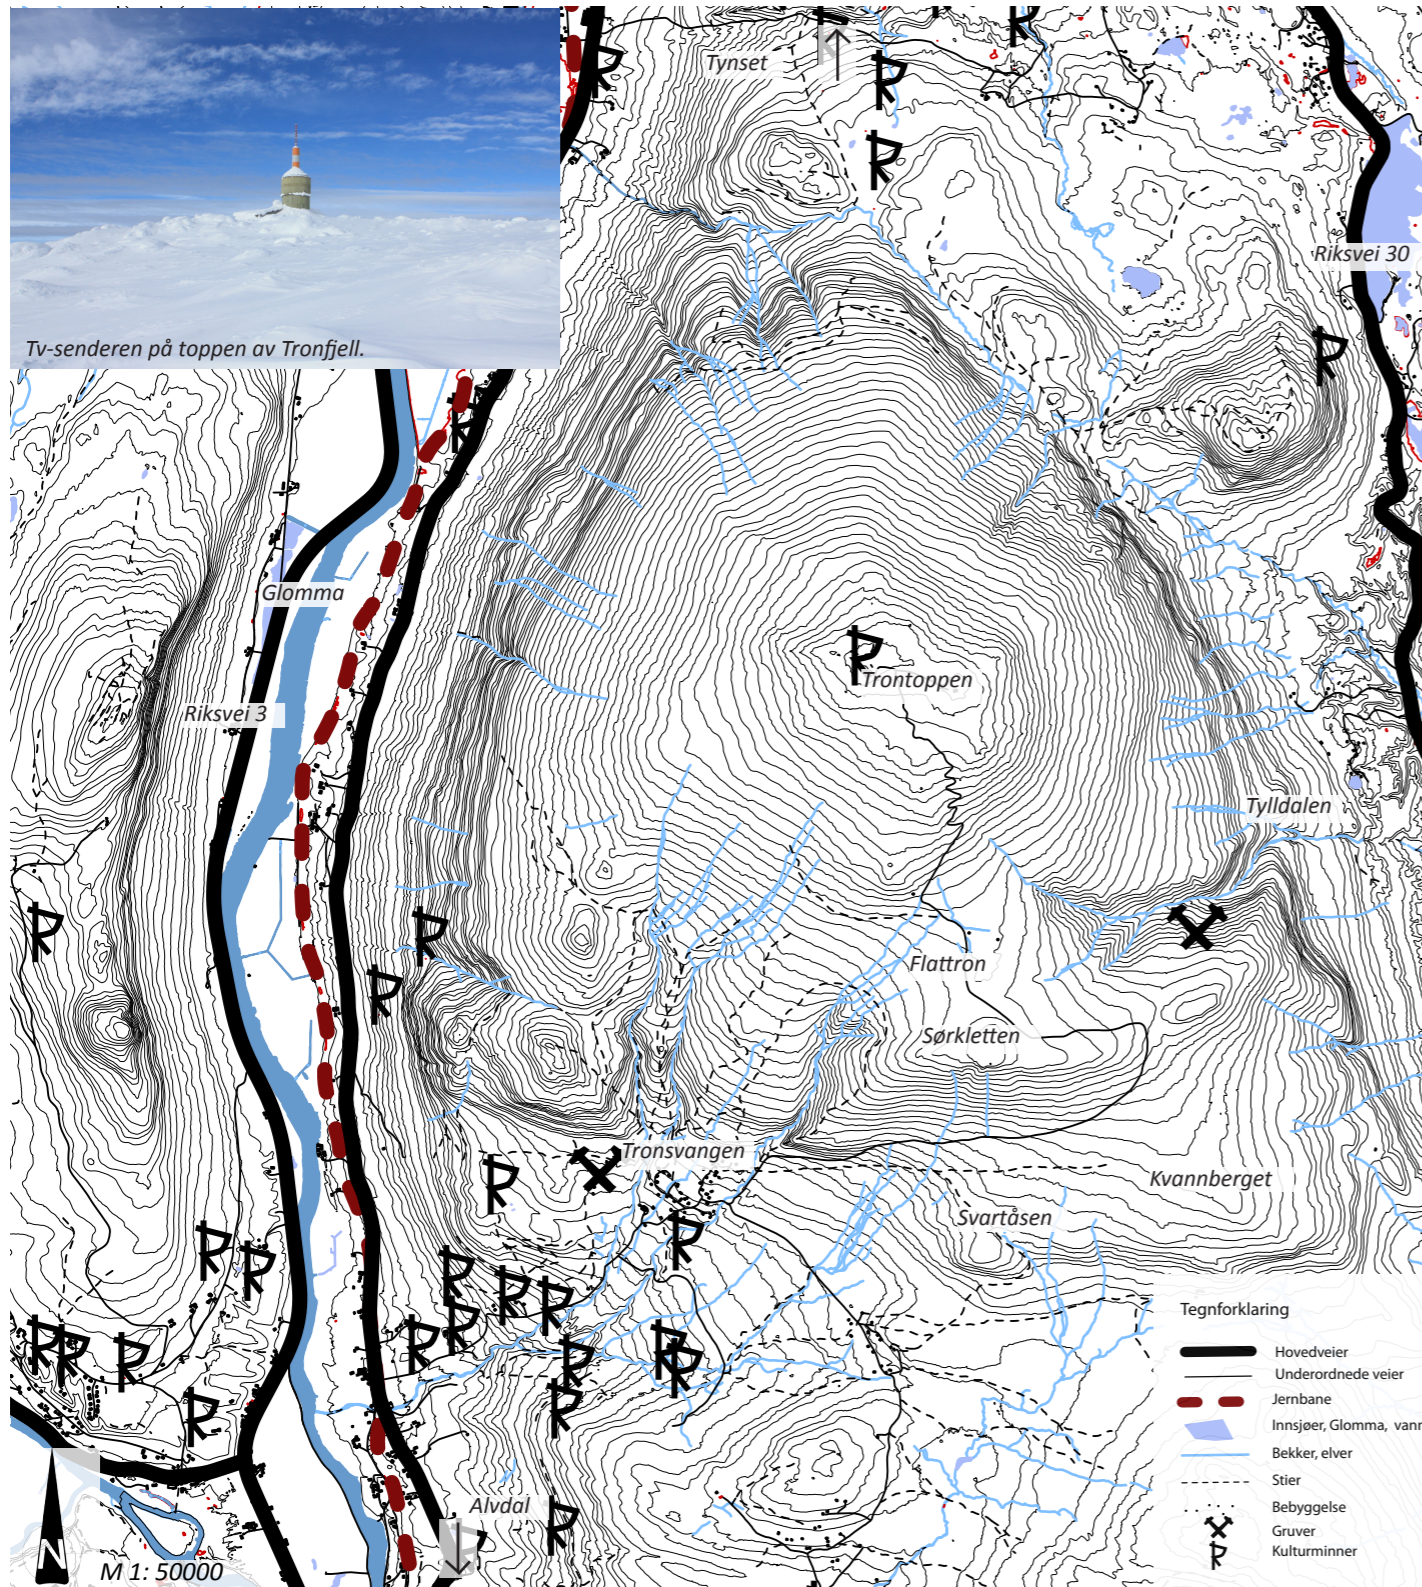 Tynset
Riksvei 30
Tv-senderen på toppen av Tronfjell.
Glomma
Trontoppen
Riksvei 3
Tylldalen
Flattron
Sørkletten
Tronsvangen
Kvannberget
Svartåsen
Alvdal
N
M 1: 50000
Tegnforklaring
Hovedveier
Underordnede veier
Jernbane
Innsjøer, Glomma, vann
Bekker, elver
Stier
Bebyggelse
Gruver
Kulturminner